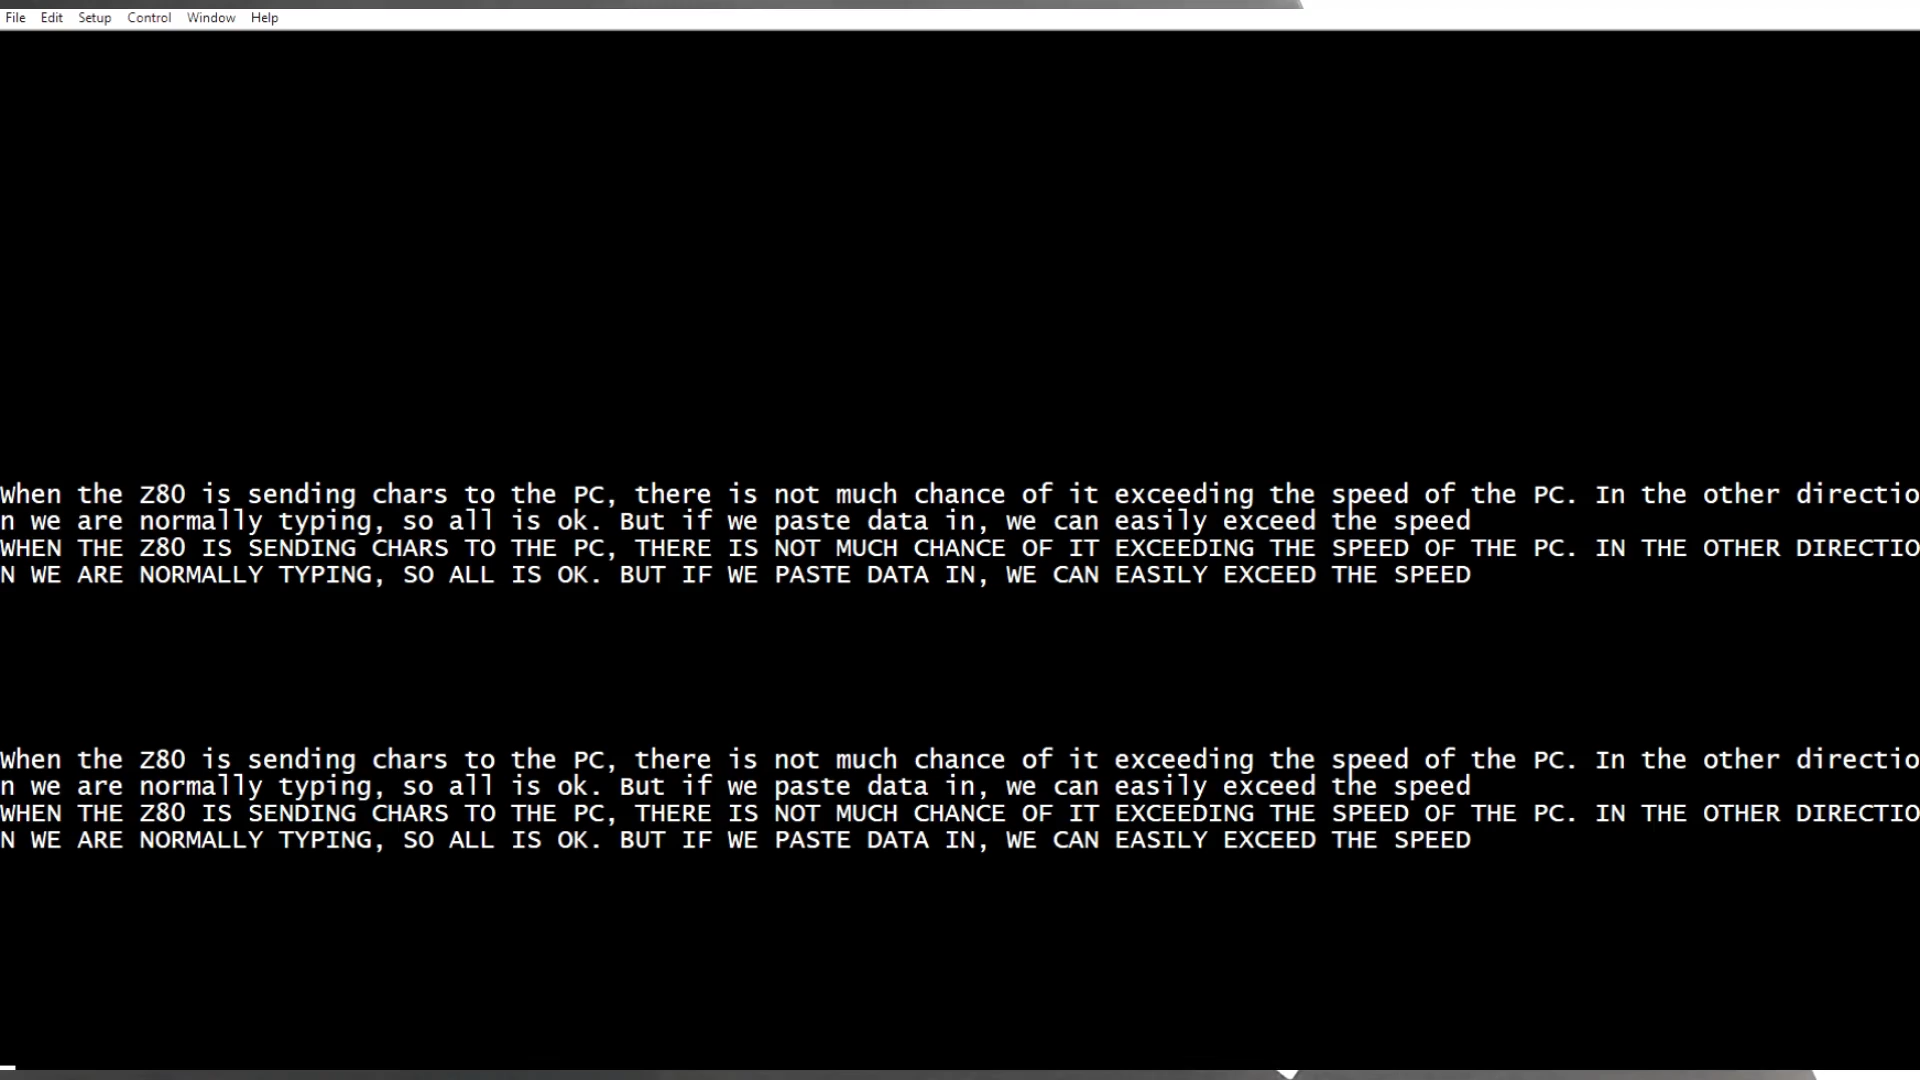 File Edit Setup Control Window Help
When the Z80 is sending chars to the PC, there is not much chance of it exceeding the speed of the PC. In the other directio
n we are normally typing, so all is ok. But if we paste data in, we can easily exceed the speed
WHEN THE Z80 IS SENDING CHARS TO THE PC, THERE IS NOT MUCH CHANCE OF IT EXCEEDING THE SPEED OF THE PC. IN THE OTHER DIRECTIO
N WE ARE NORMALLY TYPING, SO ALL IS OK. BUT IF WE PASTE DATA IN, WE CAN EASILY EXCEED THE SPEED
When the Z80 is sending chars to the PC, there is not much chance of it exceeding the speed of the PC. In the other directio
n we are normally typing, so all is ok. But if we paste data in, we can easily exceed the speed
WHEN THE Z80 IS SENDING CHARS TO THE PC, THERE IS NOT MUCH CHANCE OF IT EXCEEDING THE SPEED OF THE PC. IN THE OTHER DIRECTIO
N WE ARE NORMALLY TYPING, SO ALL IS OK. BUT IF WE PASTE DATA IN, WE CAN EASILY EXCEED THE SPEED